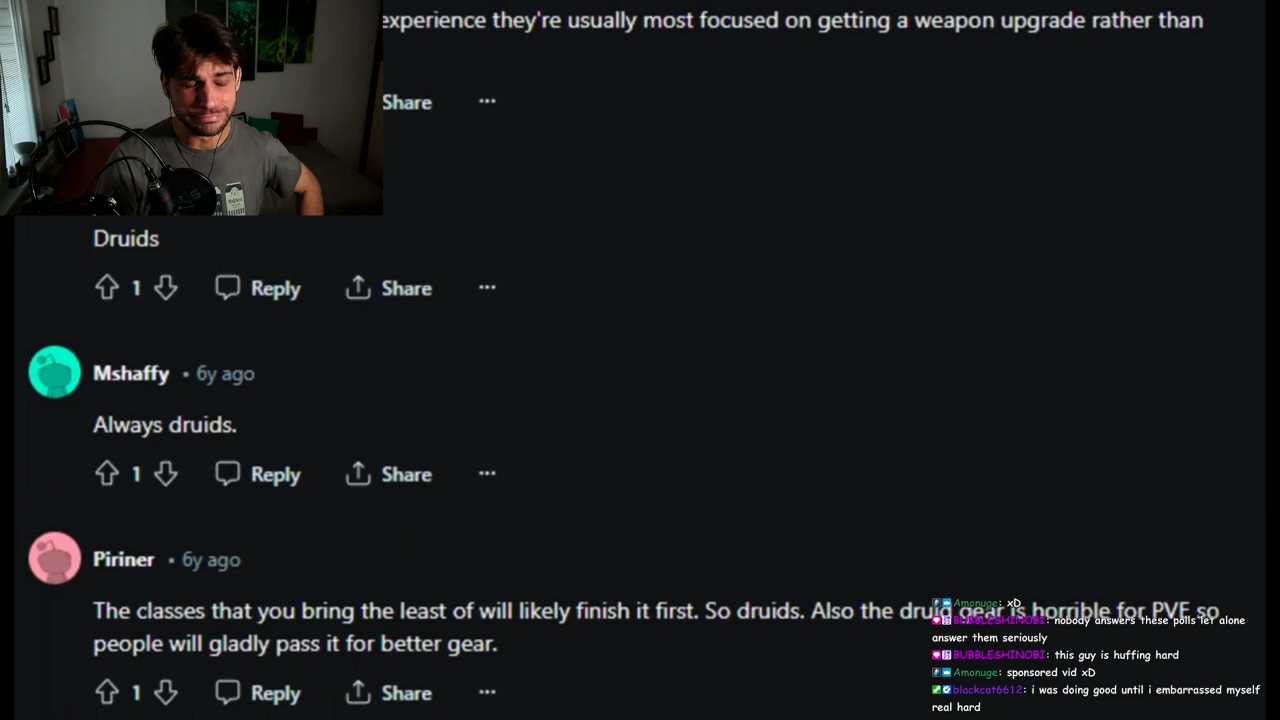 experience they're usually most focused on getting a weapon upgrade rather than
Share
Druids
1 Reply Share
Mshaffy • 6y ago
Always druids.
1 Reply Share
Piriner • 6y ago
The classes that you bring the least of will likely finish it first. So druids. Also the druid gear is horrible for PVE so
people will gladly pass it for better gear.
1 Reply Share
Amonuge: xD
BUBBLESHINOBI: nobody answers these polls let alone
answer them seriously
BUBBLESHINOBI: this guy is huffing hard
Amonuge: sponsored vid xD
blackcat6612: i was doing good until i embarrassed myself
real hard